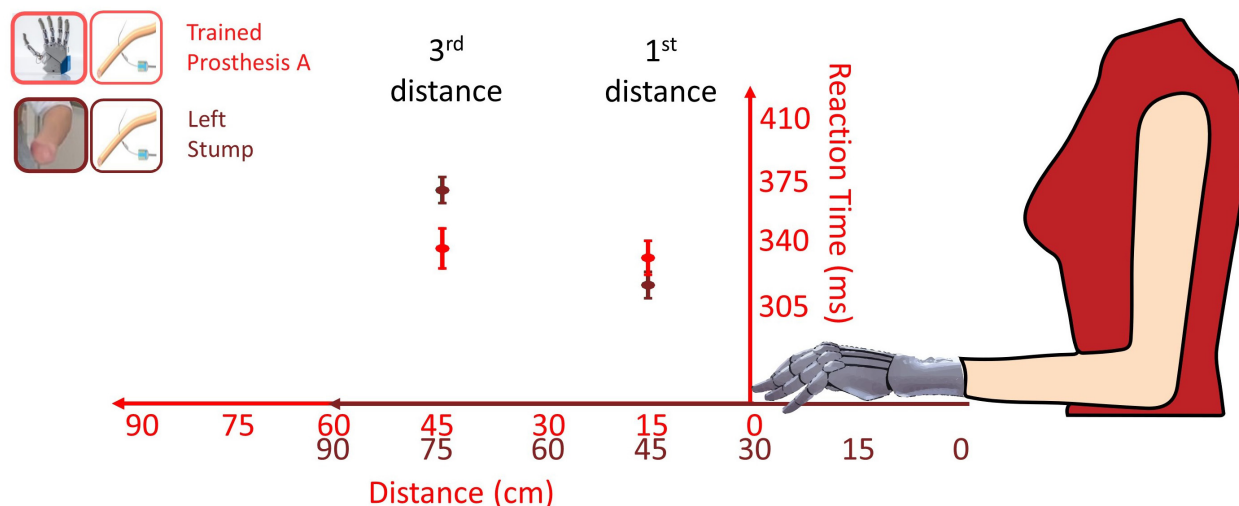 Trained
Prosthesis A
Left
Stump
3rd
distance
1st
distance
Reaction Time (ms)
410
375
340
305
90 75 60 45 30 15 0
90 75 60 45 30 15 0
Distance (cm)